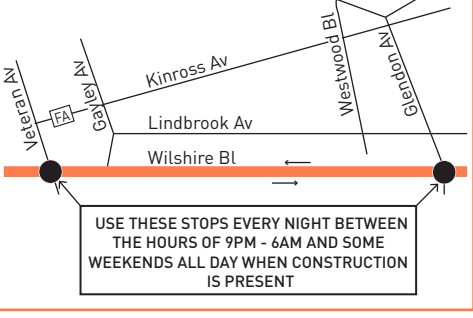 Veteran Av
FA
Gayley Av
Kinross Av
Westwood Bl
Glendon Av
Lindbrook Av
Wilshire Bl
USE THESE STOPS EVERY NIGHT BETWEEN
THE HOURS OF 9PM - 6AM AND SOME
WEEKENDS ALL DAY WHEN CONSTRUCTION
IS PRESENT